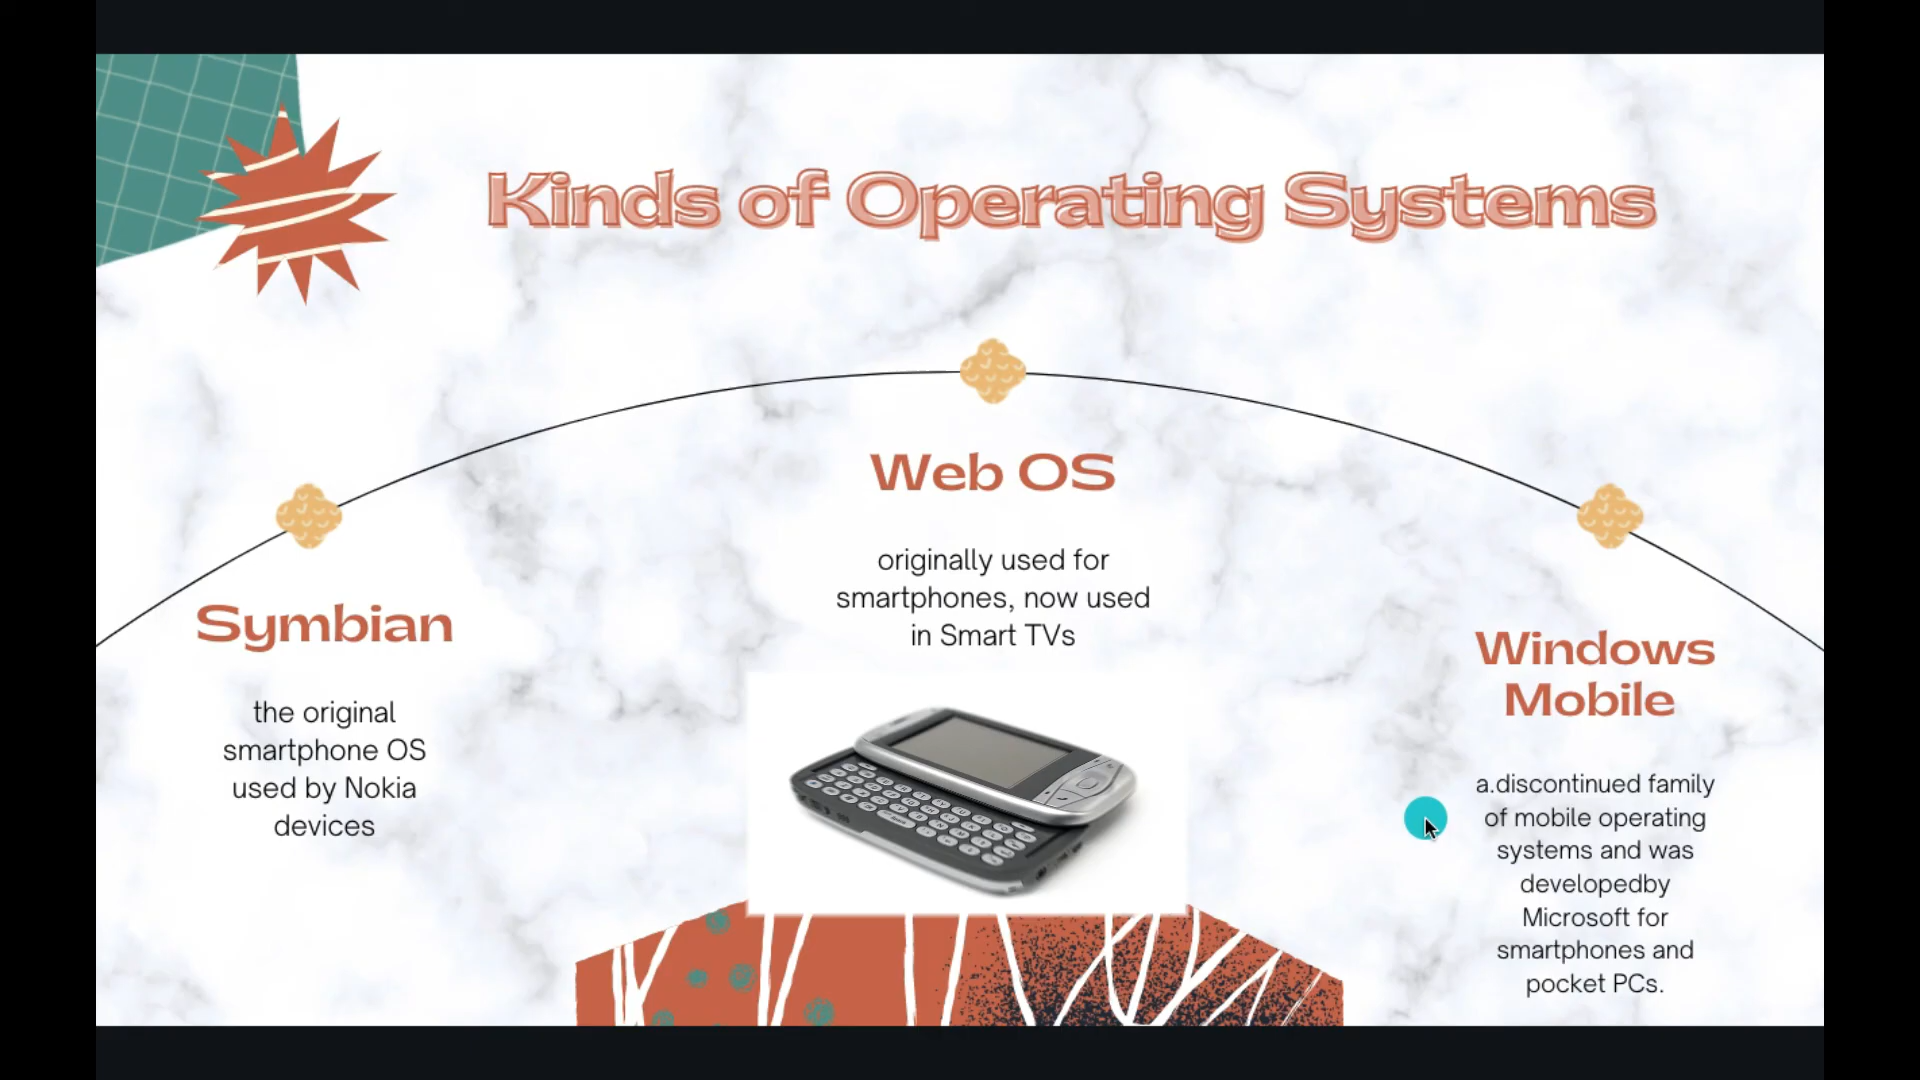 Kinds of Operating Systems
Symbian
the original
smartphone OS
used by Nokia
devices
Web OS
originally used for
smartphones, now used
in Smart TVs
Windows
Mobile
a.discontinued family
of mobile operating
systems and was
developedby
Microsoft for
smartphones and
pocket PCs.